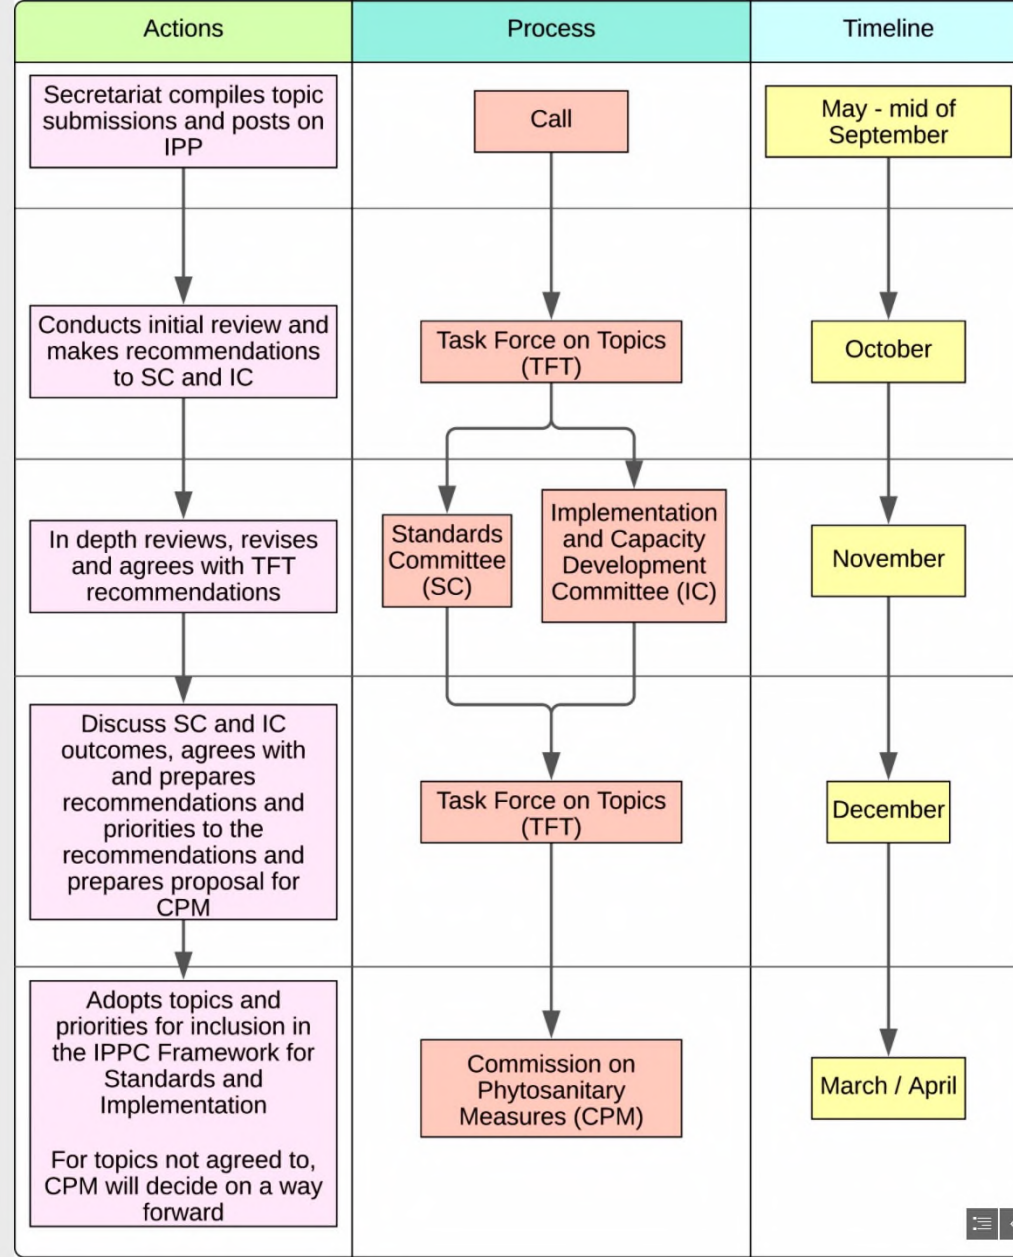 Actions
Process
Timeline
Secretariat compiles topic
submissions and posts on
IPP
Call
May - mid of
September
Conducts initial review and
makes recommendations
to SC and IC
Task Force on Topics
(TFT)
October
In depth reviews, revises
and agrees with TFT
recommendations
Standards
Committee
(SC)
Implementation
and Capacity
Development
Committee (IC)
November
Discuss SC and IC
outcomes, agrees with
and prepares
recommendations and
priorities to the
recommendations and
prepares proposal for
CPM
Task Force on Topics
(TFT)
December
Adopts topics and
priorities for inclusion in
the IPPC Framework for
Standards and
Implementation
For topics not agreed to,
CPM will decide on a way
forward
Commission on
Phytosanitary
Measures (CPM)
March / April